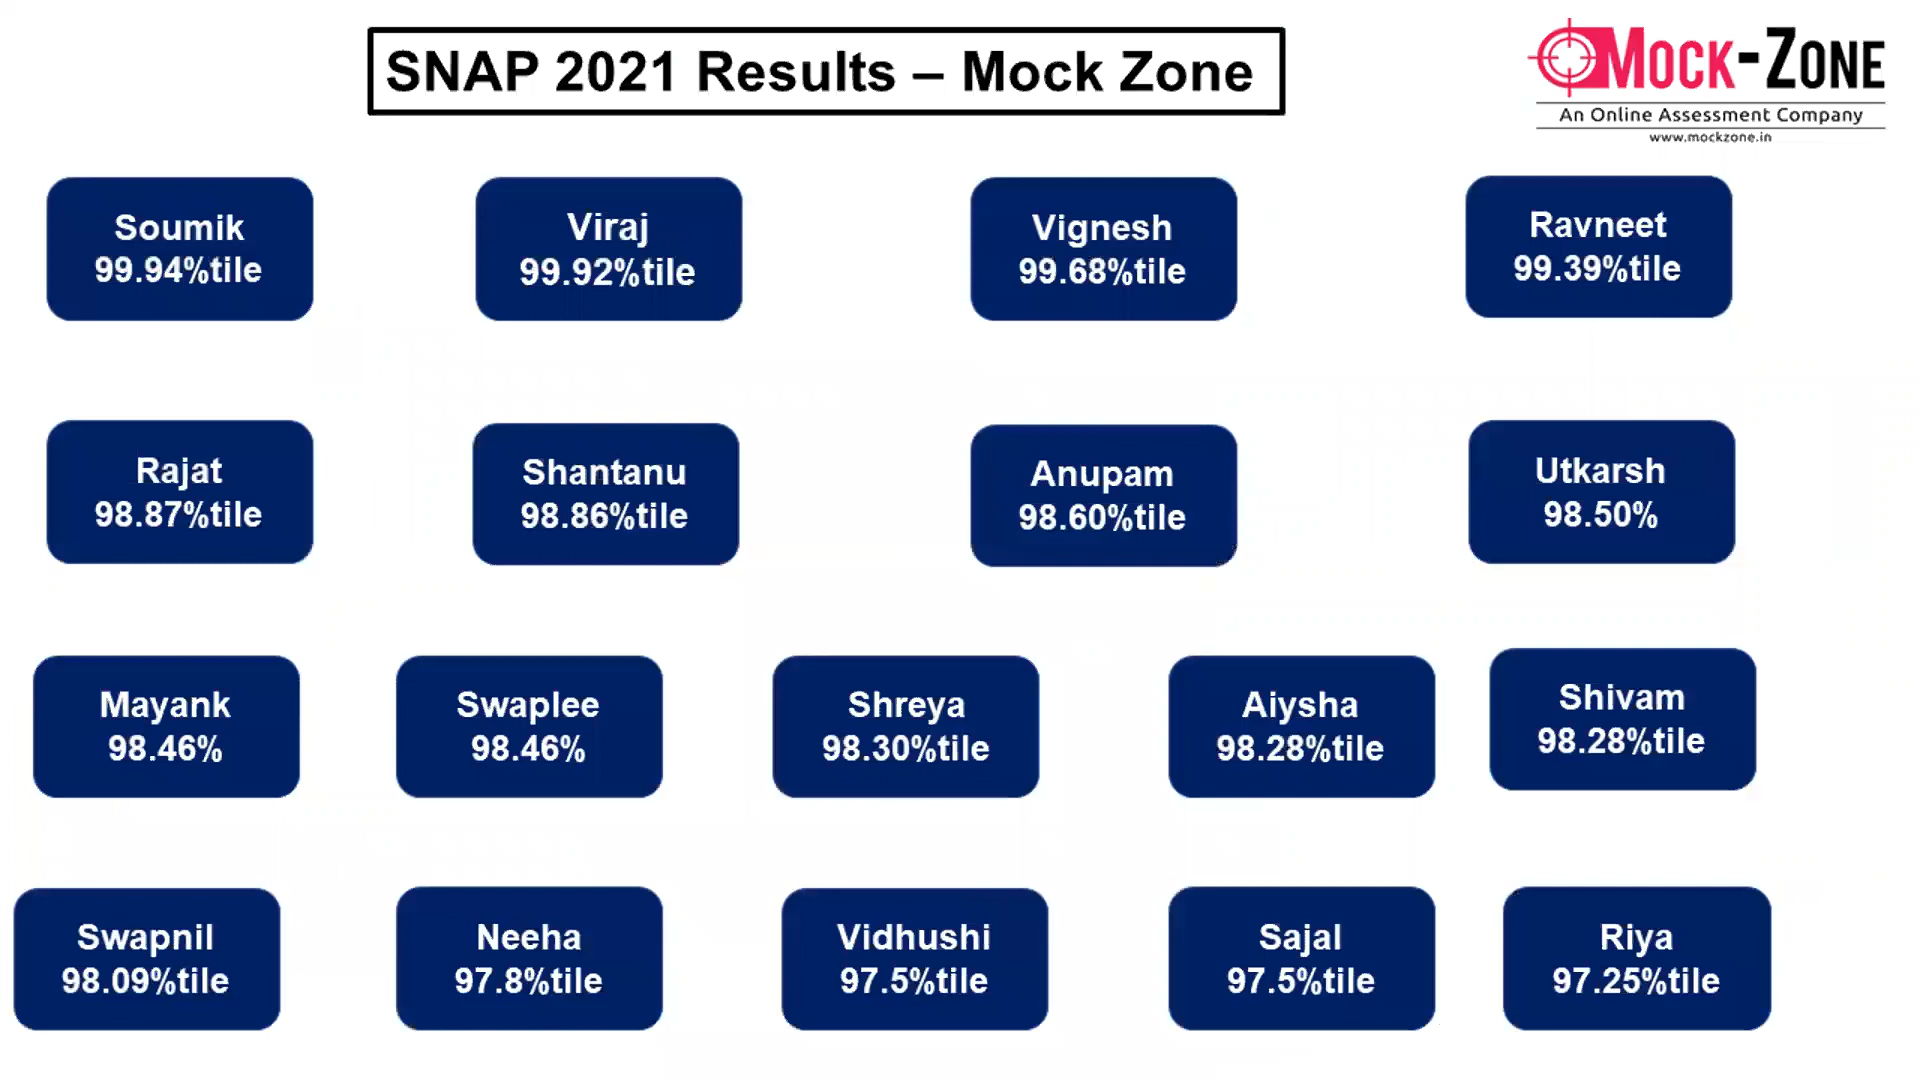 SNAP 2021 Results – Mock Zone
MOCK-ZONE
An Online Assessment Company
www.mockzone.in
Soumik
99.94%tile
Viraj
99.92%tile
Vignesh
99.68%tile
Ravneet
99.39%tile
Rajat
98.87%tile
Shantanu
98.86%tile
Anupam
98.60%tile
Utkarsh
98.50%
Mayank
98.46%
Swaplee
98.46%
Shreya
98.30%tile
Aiysha
98.28%tile
Shivam
98.28%tile
Swapnil
98.09%tile
Neeha
97.8%tile
Vidhushi
97.5%tile
Sajal
97.5%tile
Riya
97.25%tile